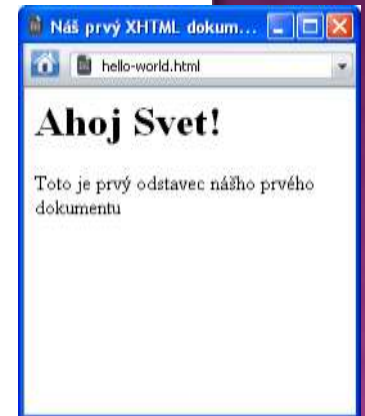 Náš prvý XHTML dokum...
hello-world.html
Ahoj Svet!
Toto je prvý odstavec nášho prvého
dokumentu